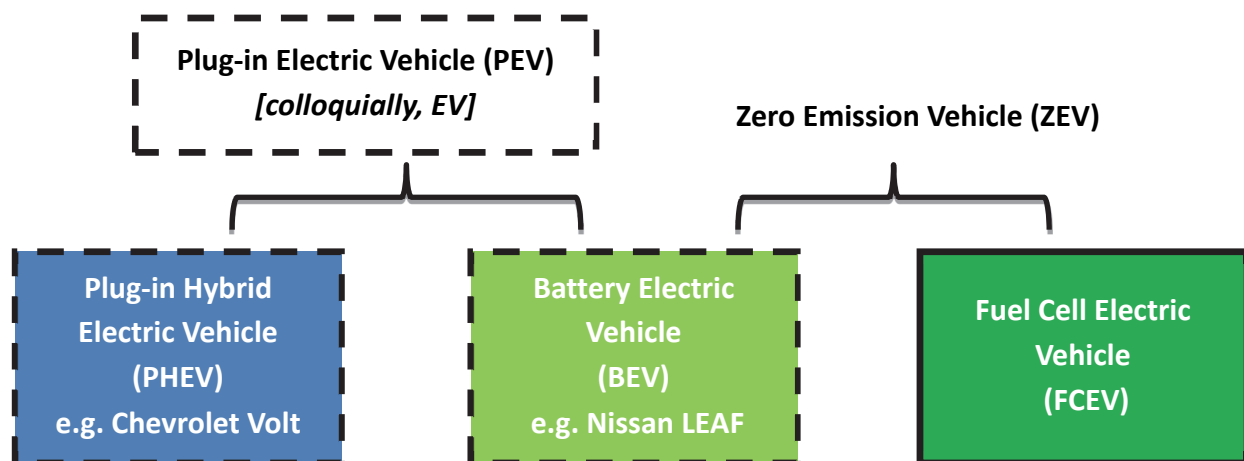 Plug-in Electric Vehicle (PEV)
[colloquially, EV]
Zero Emission Vehicle (ZEV)
Plug-in Hybrid
Electric Vehicle
(PHEV)
e.g. Chevrolet Volt
Battery Electric
Vehicle
(BEV)
e.g. Nissan LEAF
Fuel Cell Electric
Vehicle
(FCEV)